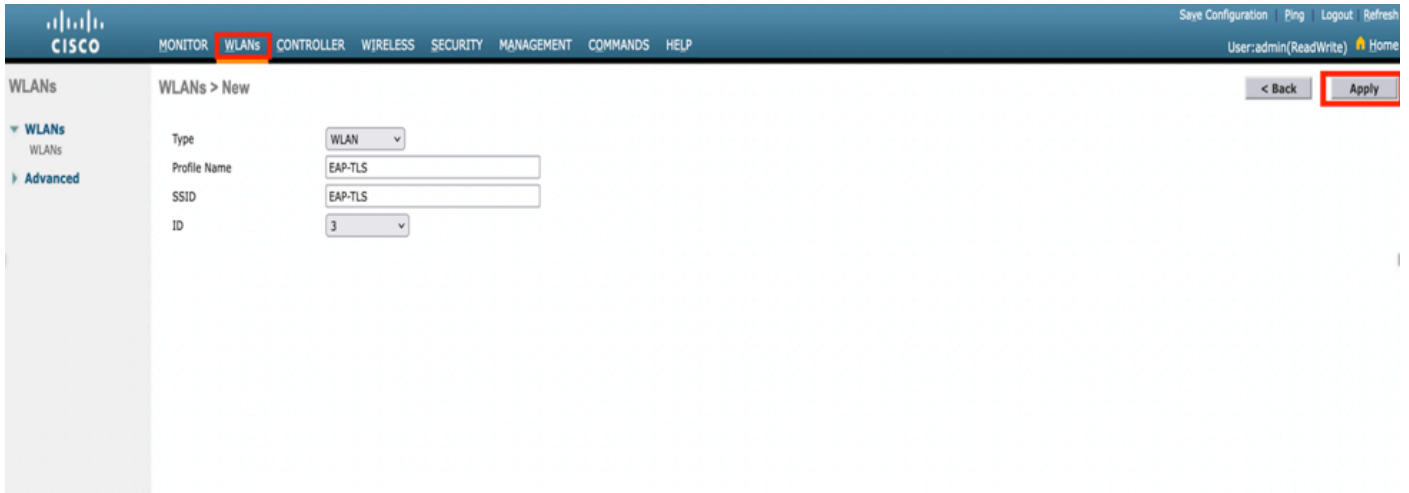 Save Configuration | Ping | Logout | Refresh
CISCO
MONITOR WLANs CONTROLLER WIRELESS SECURITY MANAGEMENT COMMANDS HELP
User:admin(ReadWrite) Home
WLANs
WLANs > New
< Back
Apply
WLANs
WLANs
Advanced
Type WLAN
Profile Name EAP-TLS
SSID EAP-TLS
ID 3